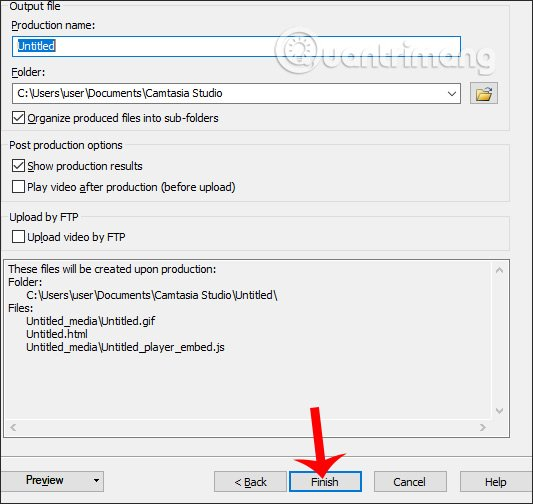 Output file
Production name:
Untitled
Quantrimang
Folder:
C:\Users\user\Documents\Camtasia Studio
Organize produced files into sub-folders
Post production options
Show production results
Play video after production (before upload)
Upload by FTP
Upload video by FTP
These files will be created upon production:
Folder:
C:\Users\user\Documents\Camtasia Studio\Untitled\
Files:
Untitled_media\Untitled.gif
Untitled.html
Untitled_media\Untitled_player_embed.js
Preview < Back Finish Cancel Help